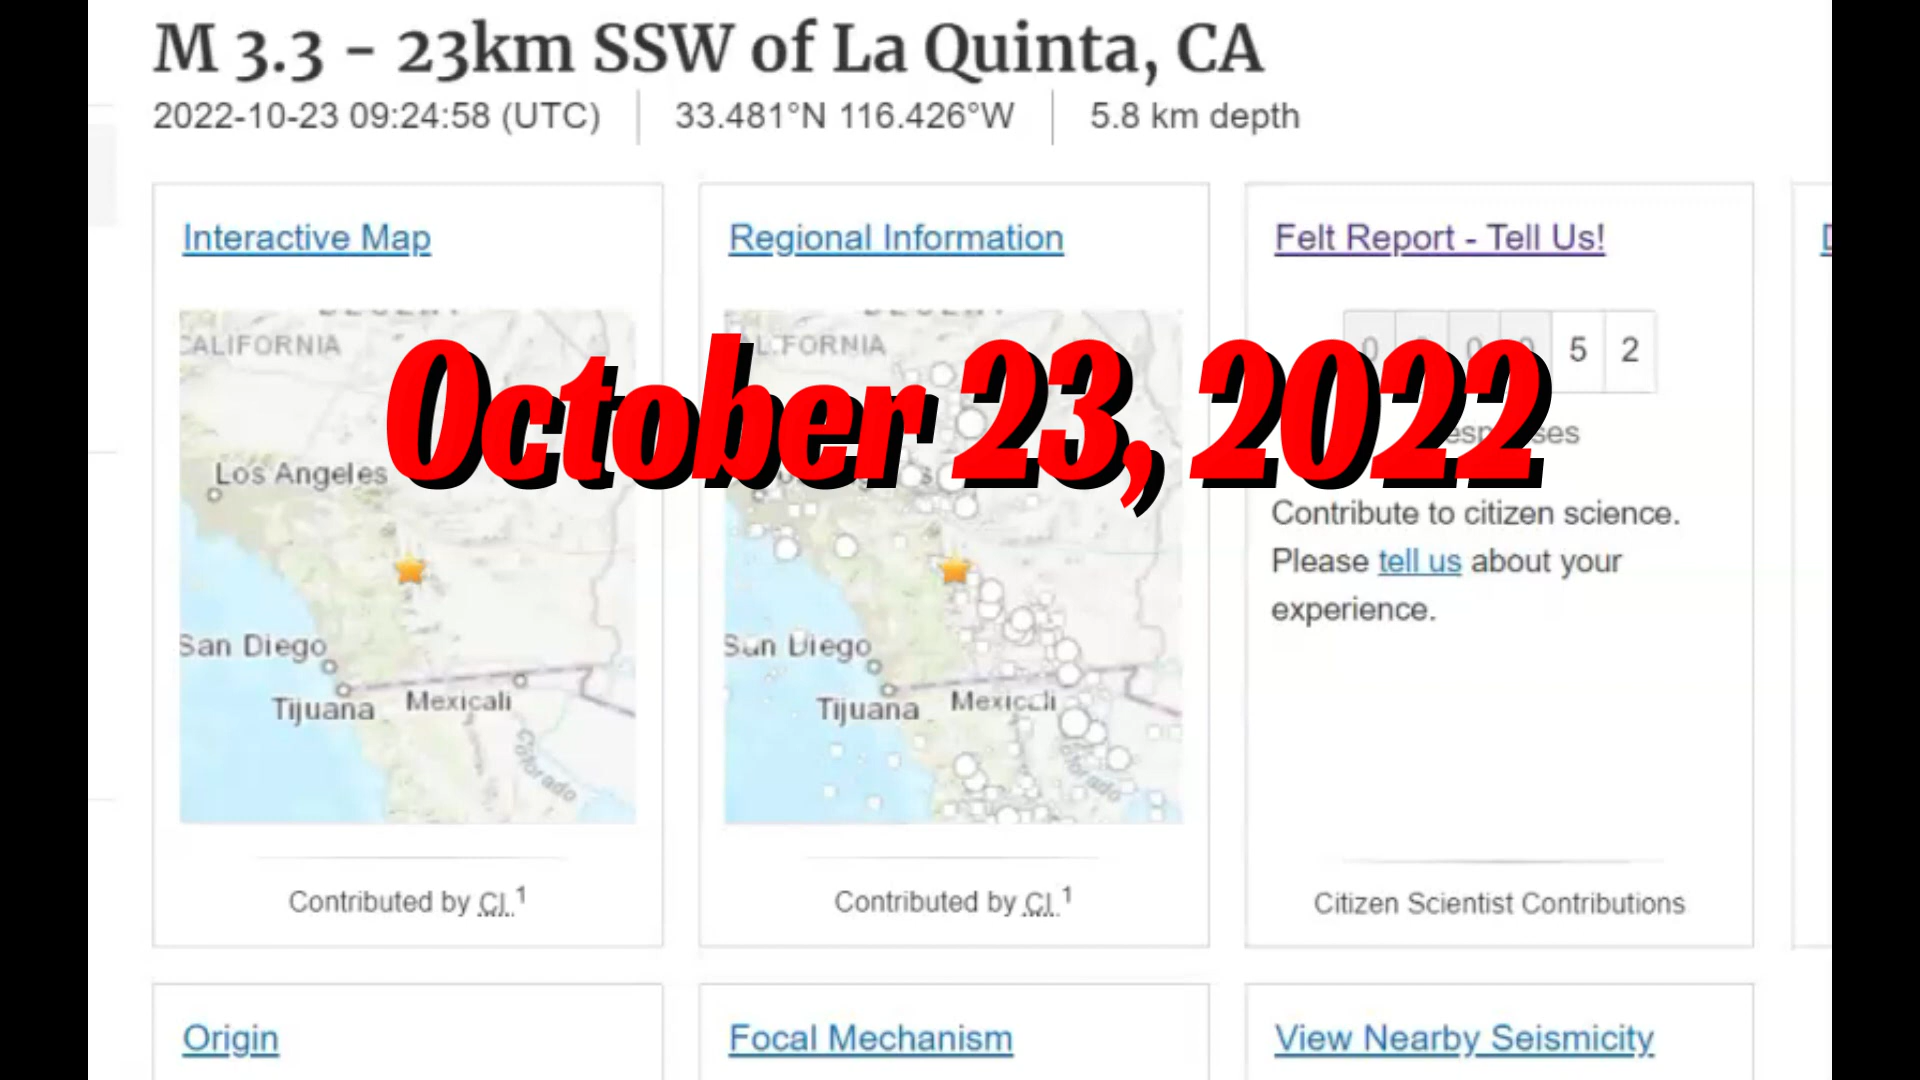 M 3.3 - 23km SSW of La Quinta, CA
2022-10-23 09:24:58 (UTC)
33.481°N 116.426°W
5.8 km depth
Interactive Map
Regional Information
Felt Report - Tell Us!
CALIFORNIA
Los Angeles
San Diego
Tijuana
Mexicali
Colorado
San Diego
Tijuana
Mexicali
Colorado
October 23, 2022
5 2
Contribute to citizen science.
Please tell us about your
experience.
Contributed by CI 1
Contributed by CI 1
Citizen Scientist Contributions
Origin
Focal Mechanism
View Nearby Seismicity